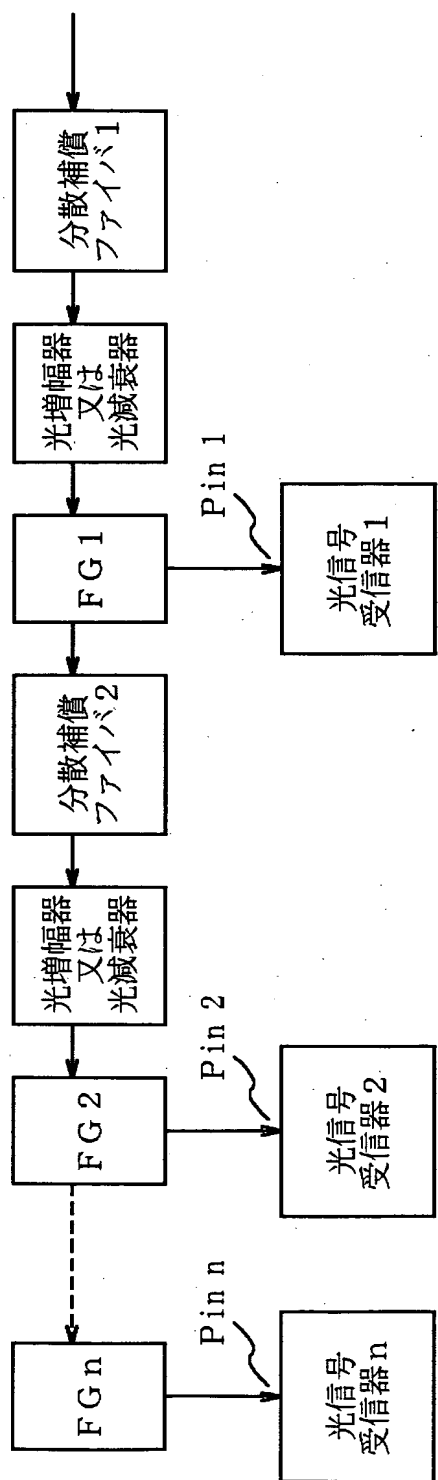 FGn
FG2
光増幅器
又は
光減衰器
分散補償
ファイバ2
FG1
光増幅器
又は
光減衰器
分散補償
ファイバ1
Pin n
Pin 2
Pin 1
光信号
受信器n
光信号
受信器2
光信号
受信器1